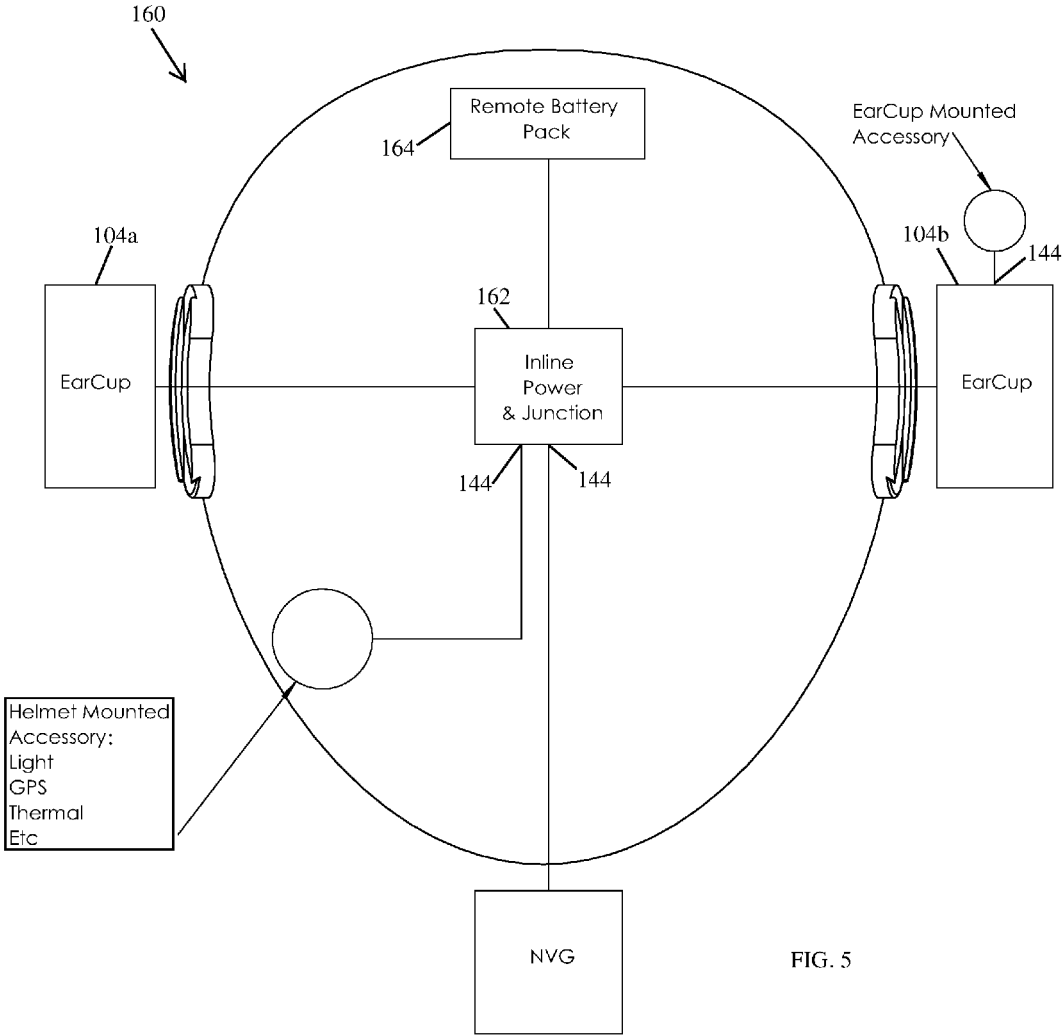 160
Remote Battery
Pack
164
EarCup Mounted
Accessory
104a
104b
144
162
EarCup
Inline
Power
& Junction
EarCup
144
144
Helmet Mounted
Accessory:
Light
GPS
Thermal
Etc
NVG
FIG. 5